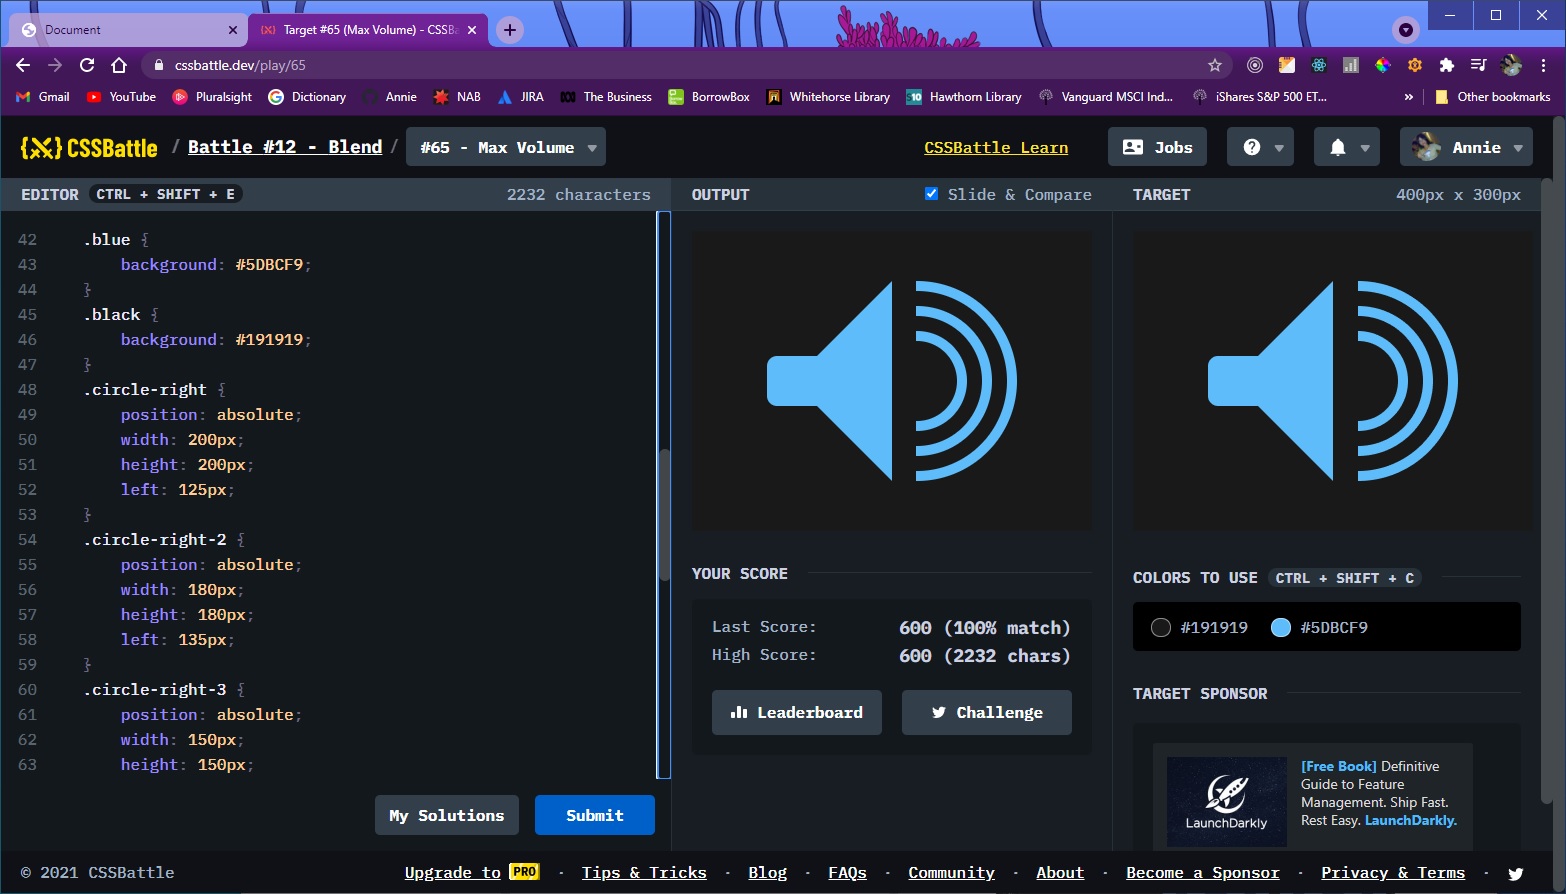 Document
Target #65 (Max Volume) - CSSBa
cssbattle.dev/play/65
Gmail YouTube Pluralsight Dictionary Annie NAB JIRA The Business BorrowBox Whitehorse Library Hawthorn Library Vanguard MSCI Ind... iShares S&P 500 ET... » Other bookmarks
{X} CSSBattle / Battle #12 - Blend / #65 - Max Volume CSSBattle Learn Jobs Annie
EDITOR CTRL + SHIFT + E 2232 characters
OUTPUT Slide & Compare
TARGET 400px x 300px
42 .blue {
43 background: #5DBCF9;
44 }
45 .black {
46 background: #191919;
47 }
48 .circle-right {
49 position: absolute;
50 width: 200px;
51 height: 200px;
52 left: 125px;
53 }
54 .circle-right-2 {
55 position: absolute;
56 width: 180px;
57 height: 180px;
58 left: 135px;
59 }
60 .circle-right-3 {
61 position: absolute;
62 width: 150px;
63 height: 150px;
My Solutions Submit
YOUR SCORE
Last Score: 600 (100% match)
High Score: 600 (2232 chars)
Leaderboard Challenge
COLORS TO USE CTRL + SHIFT + C
#191919 #5DBCF9
TARGET SPONSOR
LaunchDarkly
[Free Book] Definitive
Guide to Feature
Management. Ship Fast.
Rest Easy. LaunchDarkly.
© 2021 CSSBattle Upgrade to PRO · Tips & Tricks · Blog · FAQs · Community · About · Become a Sponsor · Privacy & Terms ·